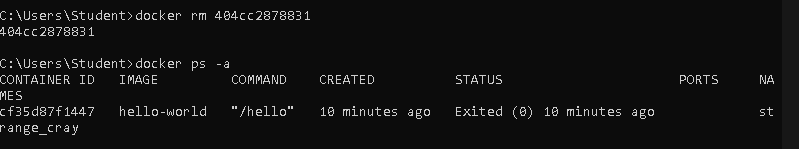 C:\Users\Student>docker rm 404cc2878831
404cc2878831
C:\Users\Student>docker ps -a
CONTAINER ID   IMAGE         COMMAND    CREATED          STATUS                      PORTS     NA
MES
cf35d87f1447   hello-world   "/hello"   10 minutes ago   Exited (0) 10 minutes ago             st
range_cray